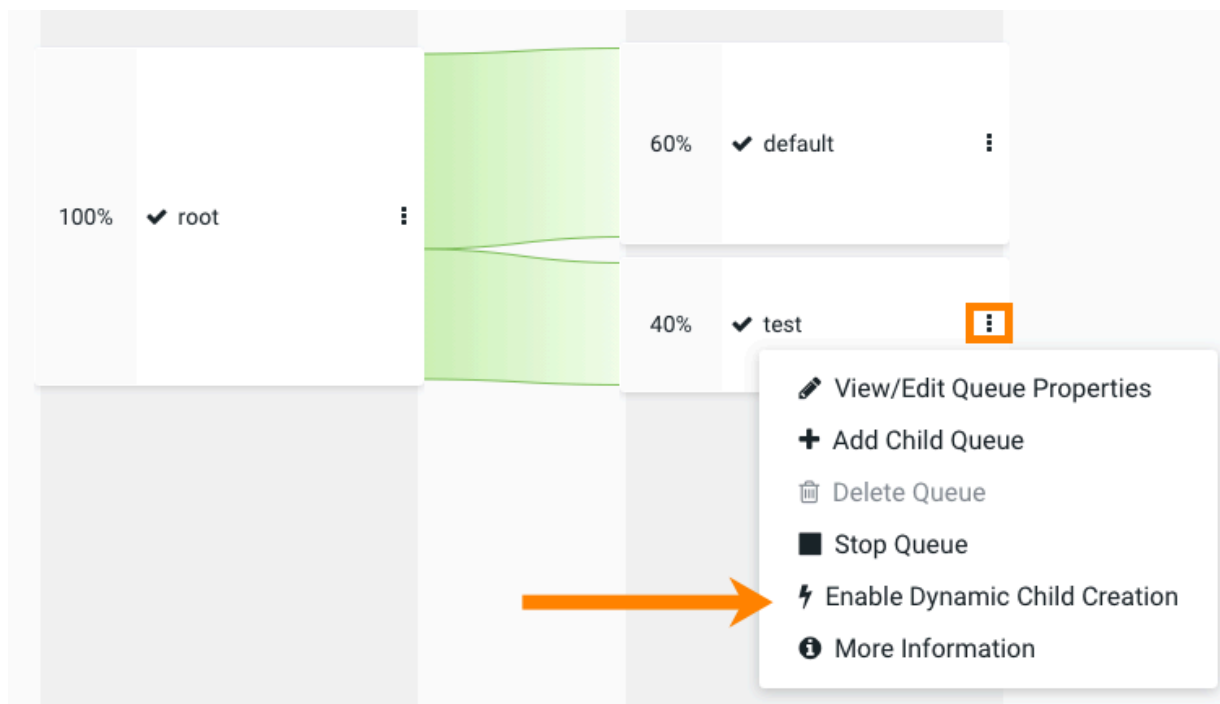 100%
root
60%
default
40%
test
View/Edit Queue Properties
Add Child Queue
Delete Queue
Stop Queue
Enable Dynamic Child Creation
More Information